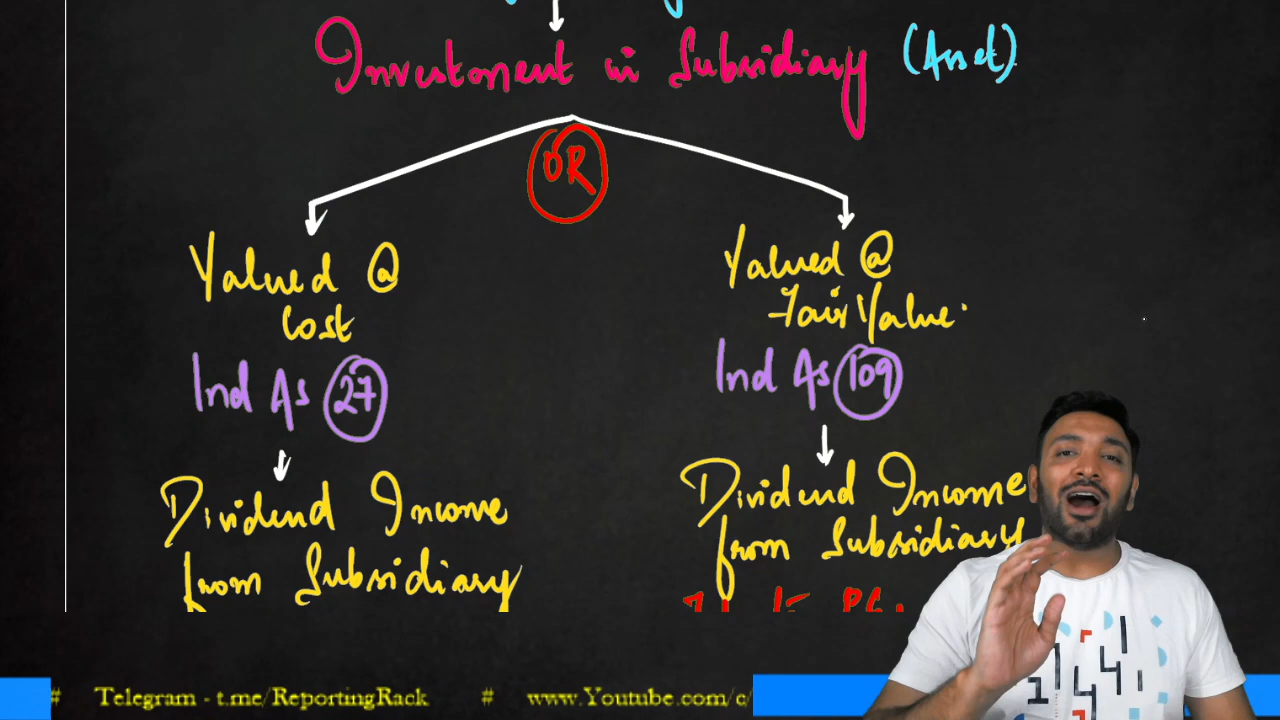 Investment in Subsidiary (Asset)
OR
Valued @
Cost
Ind As 27
Dividend Income
from Subsidiary
Valued @
Fair Value.
Ind As 109
Dividend Income
from Subsidiary
# Telegram - t.me/ReportingRack # www.Youtube.com/c/